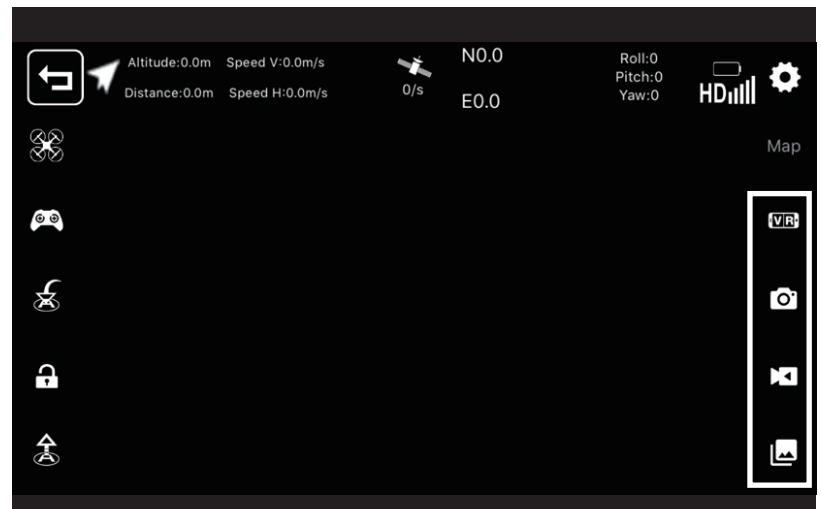 Altitude:0.0m Speed V:0.0m/s
Distance:0.0m Speed H:0.0m/s
0/s
N0.0
E0.0
Roll:0
Pitch:0
Yaw:0
HD
Map
VR